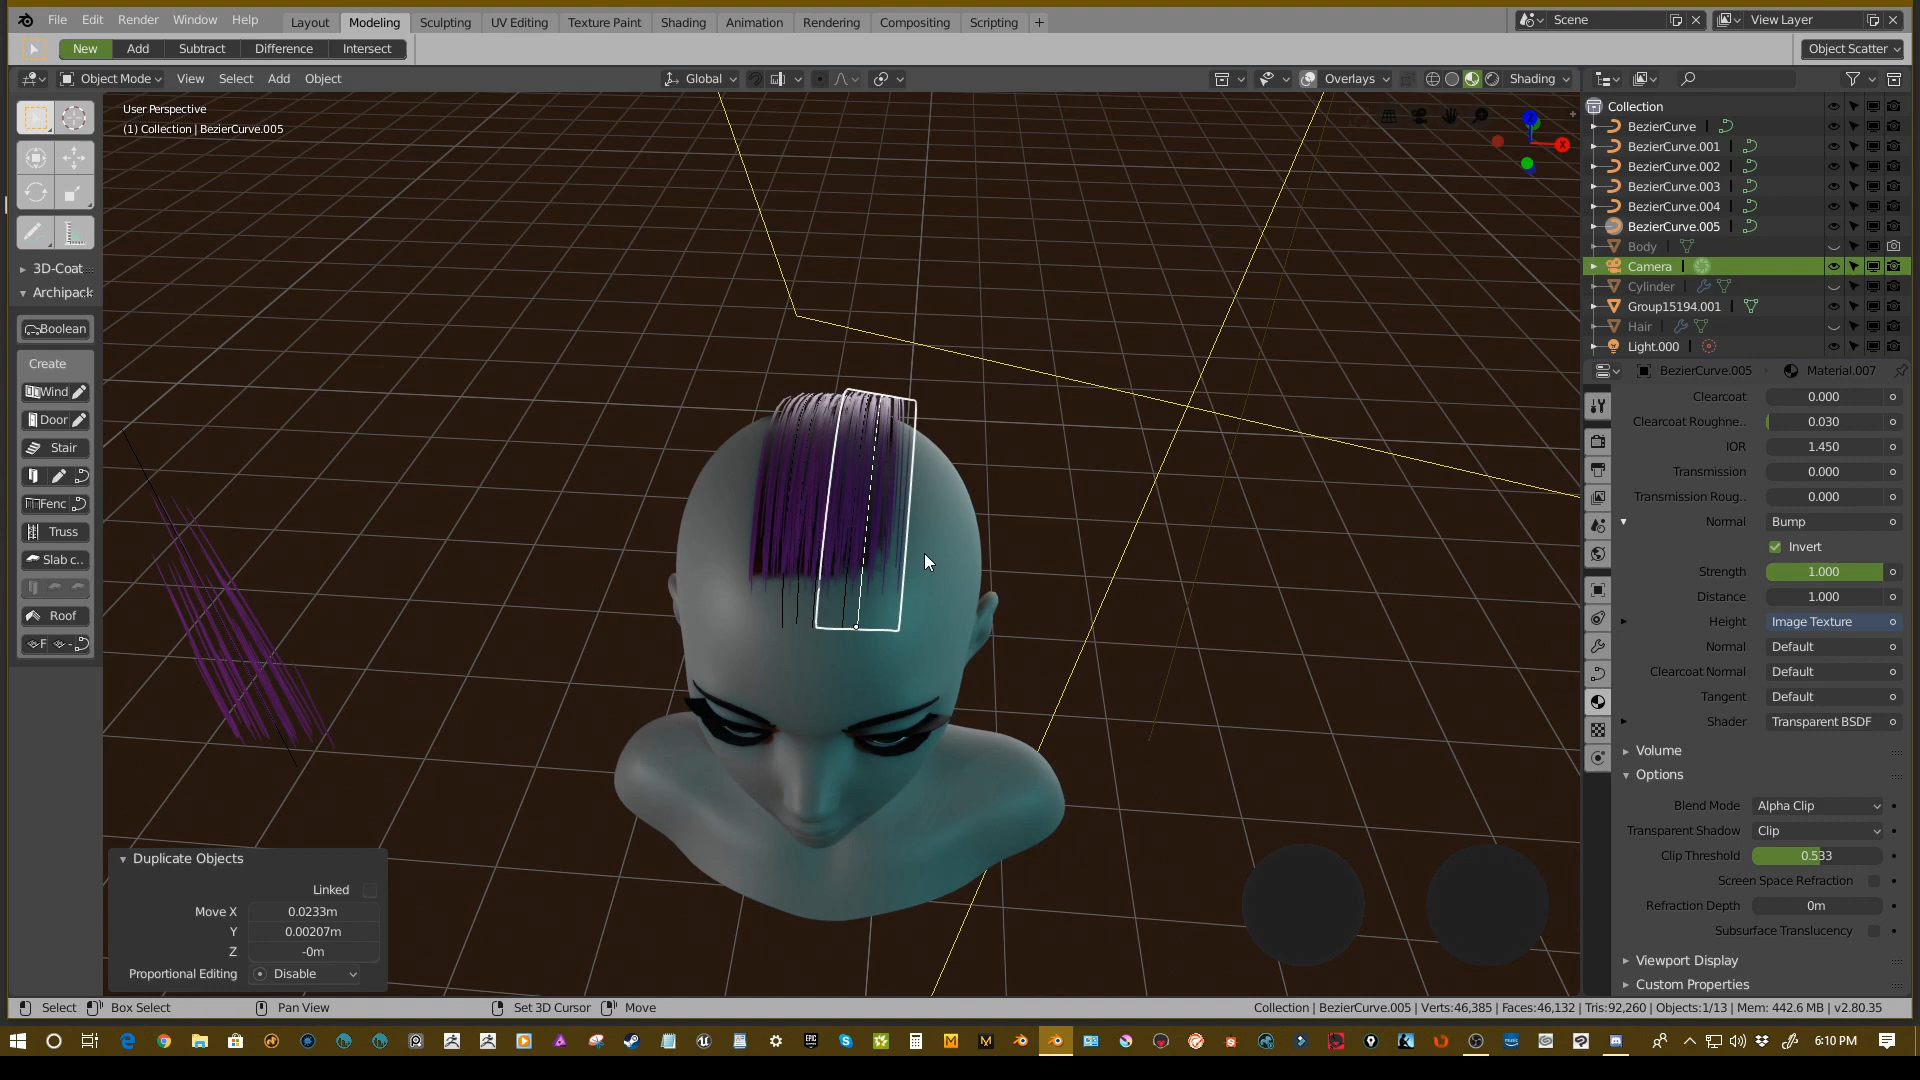 File Edit Render Window Help Layout Modeling Sculpting UV Editing Texture Paint Shading Animation Rendering Compositing Scripting + Scene View Layer
New Add Subtract Difference Intersect Object Scatter
Object Mode View Select Add Object Global Overlays Shading
User Perspective
(1) Collection | BezierCurve.005
3D-Coat
Archipack
Boolean
Create
Wind
Door
Stair
Fenc
Truss
Slab c..
Roof
F
Z
X
Collection
BezierCurve
BezierCurve.001
BezierCurve.002
BezierCurve.003
BezierCurve.004
BezierCurve.005
Body
Camera
Cylinder
Group15194.001
Hair
Light.000
BezierCurve.005 Material.007
Clearcoat 0.000
Clearcoat Roughne.. 0.030
IOR 1.450
Transmission 0.000
Transmission Roug.. 0.000
Normal Bump
Invert
Strength 1.000
Distance 1.000
Height Image Texture
Normal Default
Clearcoat Normal Default
Tangent Default
Shader Transparent BSDF
Volume
Options
Blend Mode Alpha Clip
Transparent Shadow Clip
Clip Threshold 0.533
Screen Space Refraction
Refraction Depth 0m
Subsurface Translucency
Viewport Display
Custom Properties
Duplicate Objects
Linked
Move X 0.0233m
Y 0.00207m
Z -0m
Proportional Editing Disable
Select Box Select Pan View Set 3D Cursor Move Collection | BezierCurve.005 | Verts:46,385 | Faces:46,132 | Tris:92,260 | Objects:1/13 | Mem: 442.6 MB | v2.80.35
6:10 PM